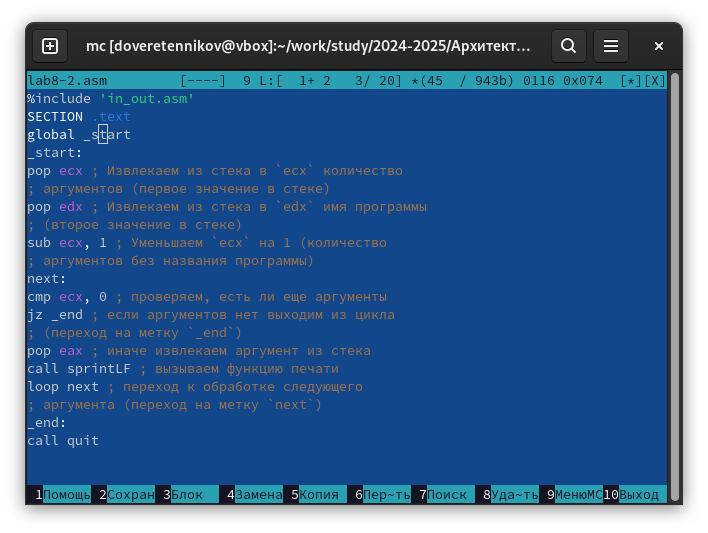 mc [doveretennikov@vbox]:~/work/study/2024-2025/Архитект…
lab8-2.asm [----] 9 L:[ 1+ 2 3/ 20] *(45 / 943b) 0116 0x074 [*][X]
%include 'in_out.asm'
SECTION .text
global _start
_start:
pop ecx ; Извлекаем из стека в `ecx` количество
; аргументов (первое значение в стеке)
pop edx ; Извлекаем из стека в `edx` имя программы
; (второе значение в стеке)
sub ecx, 1 ; Уменьшаем `ecx` на 1 (количество
; аргументов без названия программы)
next:
cmp ecx, 0 ; проверяем, есть ли еще аргументы
jz _end ; если аргументов нет выходим из цикла
; (переход на метку `_end`)
pop eax ; иначе извлекаем аргумент из стека
call sprintLF ; вызываем функцию печати
loop next ; переход к обработке следующего
; аргумента (переход на метку `next`)
_end:
call quit
1Помощь 2Сохран 3Блок 4Замена 5Копия 6Пер~ть 7Поиск 8Уда~ть 9МенюМС 10Выход